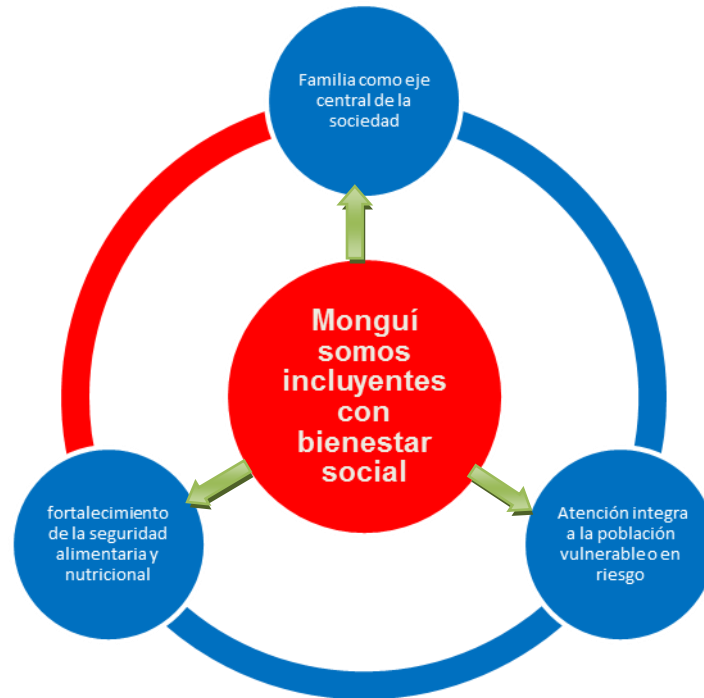 Familia como eje
central de la
sociedad
Monguí
somos
incluyentes
con
bienestar
social
fortalecimiento
de la seguridad
alimentaria y
nutricional
Atención integra
a la población
vulnerable o en
riesgo